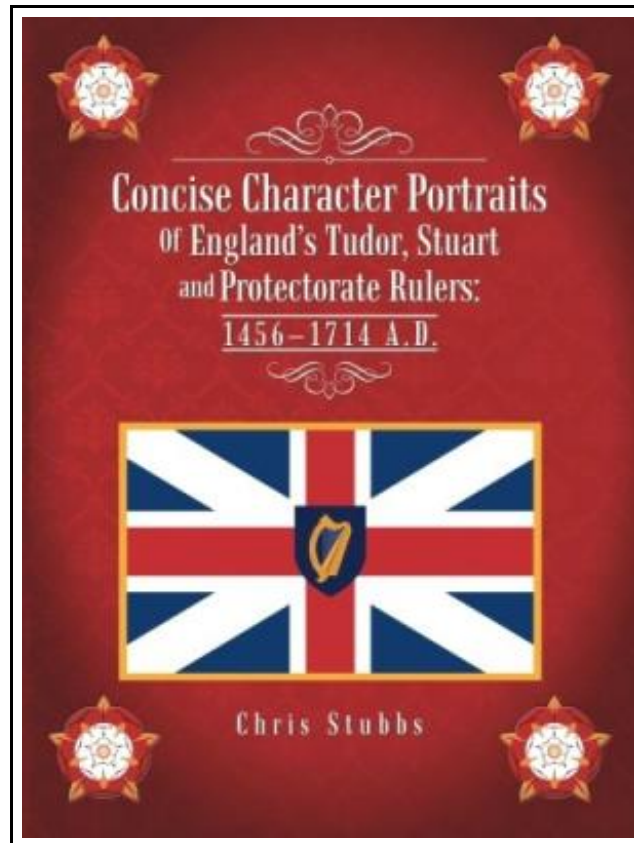 Concise Character Portraits
Of England's Tudor, Stuart
and Protectorate Rulers:
1456–1714 A.D.
Chris Stubbs